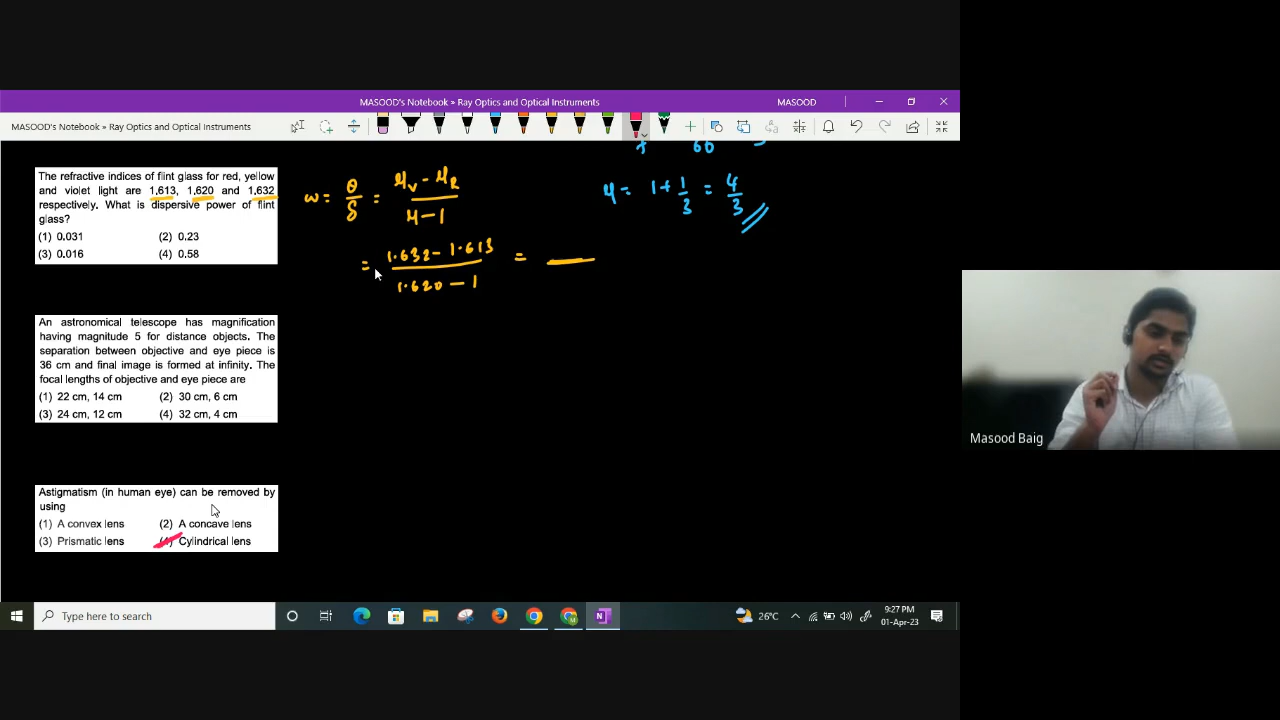 MASOOD's Notebook » Ray Optics and Optical Instruments
MASOOD
MASOOD's Notebook » Ray Optics and Optical Instruments
The refractive indices of flint glass for red, yellow
and violet light are 1,613, 1,620 and 1,632
respectively. What is dispersive power of flint
glass?
(1) 0.031 (2) 0.23
(3) 0.016 (4) 0.58
ω = θ/δ = (μV − μR)/(μ − 1)
= (1.632 − 1.613)/(1.620 − 1) =
μ = 1 + 1/3 = 4/3
An astronomical telescope has magnification
having magnitude 5 for distance objects. The
separation between objective and eye piece is
36 cm and final image is formed at infinity. The
focal lengths of objective and eye piece are
(1) 22 cm, 14 cm (2) 30 cm, 6 cm
(3) 24 cm, 12 cm (4) 32 cm, 4 cm
Masood Baig
Astigmatism (in human eye) can be removed by
using
(1) A convex lens (2) A concave lens
(3) Prismatic lens (4) Cylindrical lens
Type here to search
26°C
9:27 PM
01-Apr-23